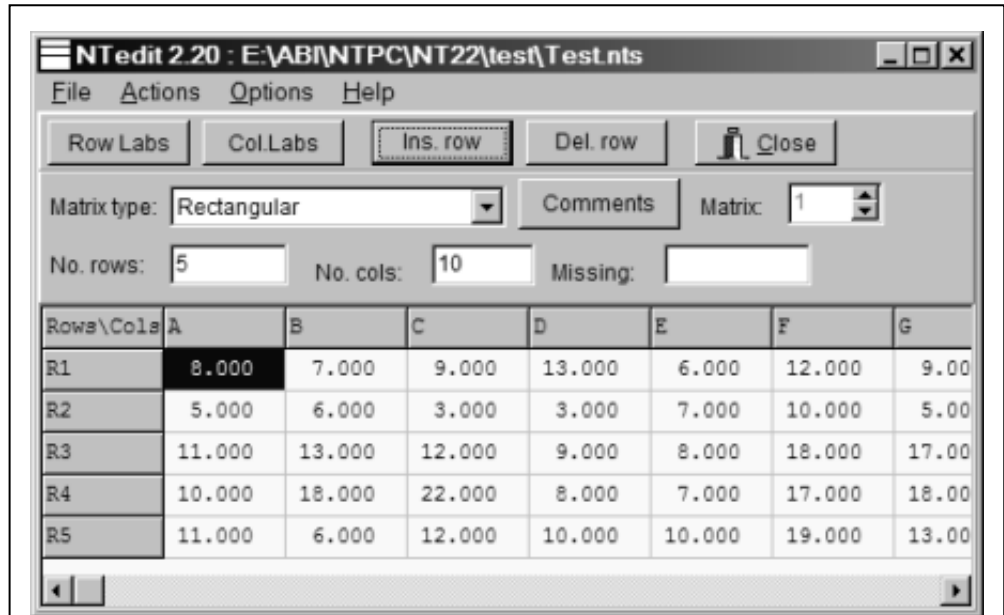 NTedit 2.20 : E:\ABI\NTPC\NT22\test\Test.nts
File Actions Options Help
Row Labs Col.Labs Ins. row Del. row Close
Matrix type: Rectangular Comments Matrix: 1
No. rows: 5 No. cols: 10 Missing:
Rows\Cols A B C D E F G
R1 8.000 7.000 9.000 13.000 6.000 12.000 9.00
R2 5.000 6.000 3.000 3.000 7.000 10.000 5.00
R3 11.000 13.000 12.000 9.000 8.000 18.000 17.00
R4 10.000 18.000 22.000 8.000 7.000 17.000 18.00
R5 11.000 6.000 12.000 10.000 10.000 19.000 13.00